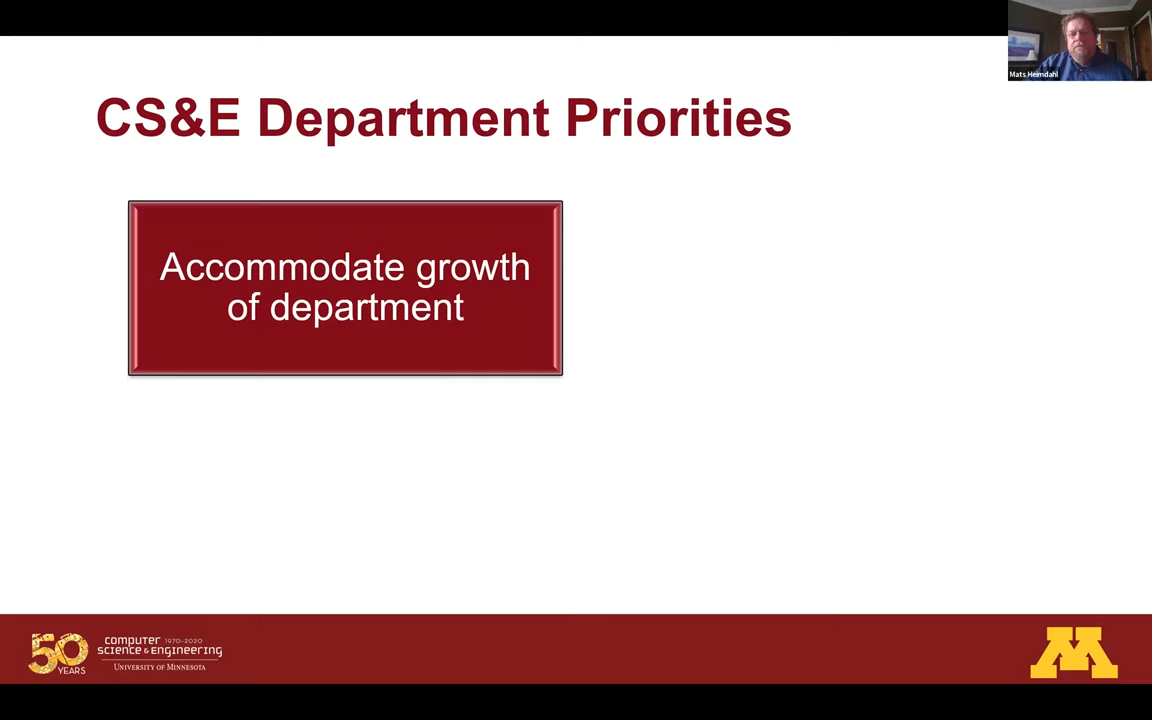 Mats Heimdahl
CS&E Department Priorities
Accommodate growth
of department
50
YEARS
computer 1970-2020
science & engineering
UNIVERSITY OF MINNESOTA
M